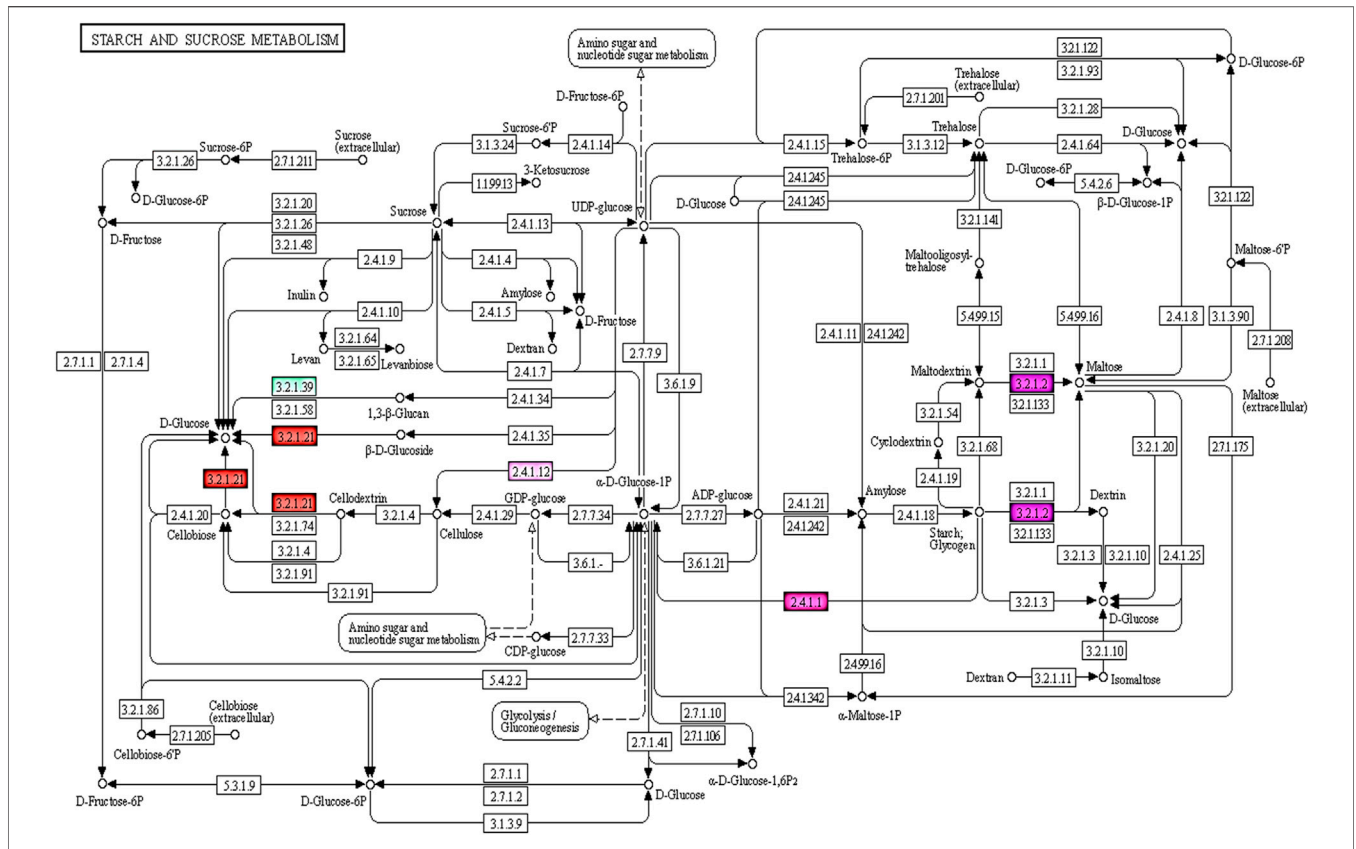 STARCH AND SUCROSE METABOLISM
Amino sugar and
nucleotide sugar metabolism
3.2.1.122
D-Glucose-6P
3.2.1.93
Trehalose
(extracellular)
2.7.1.201
D-Fructose-6P
3.2.1.28
Sucrose
(extracellular)
Sucrose-6P
Sucrose-6'P
Trehalose
D-Glucose
3.2.1.26
2.7.1.211
3.1.3.24
2.4.1.14
2.4.1.15
3.1.3.12
2.4.1.64
Trehalose-6P
3-Ketosucrose
1.1.99.13
2.4.1.245
D-Glucose-6P
5.4.2.6
D-Glucose-6P
D-Glucose
2.4.1.245
β-D-Glucose-1P
3.2.1.122
3.2.1.20
Sucrose
UDP-glucose
3.2.1.26
2.4.1.13
3.2.1.141
D-Fructose
3.2.1.48
Maltooligosyl-
trehalose
Maltose-6'P
2.4.1.9
2.4.1.4
Inulin
Amylose
2.4.1.10
2.4.1.5
D-Fructose
5.4.99.15
5.4.99.16
2.4.1.8
3.1.3.90
2.4.1.11
2.4.1.242
3.2.1.64
Levan
Levanbiose
3.2.1.65
Dextran
2.7.7.9
2.7.1.208
2.7.1.1
2.7.1.4
2.4.1.7
3.6.1.9
Maltodextrin
3.2.1.1
Maltose
3.2.1.39
3.2.1.2
3.2.1.58
2.4.1.34
3.2.1.133
Maltose
(extracellular)
1,3-β-Glucan
D-Glucose
3.2.1.54
3.2.1.21
2.4.1.35
Cyclodextrin
3.2.1.68
3.2.1.20
2.7.1.175
β-D-Glucoside
2.4.1.12
3.2.1.21
α-D-Glucose-1P
2.4.1.19
ADP-glucose
Amylose
3.2.1.1
Dextrin
3.2.1.21
Cellodextrin
GDP-glucose
2.4.1.21
2.4.1.20
3.2.1.4
2.4.1.29
2.7.7.34
2.7.7.27
2.4.1.18
3.2.1.2
Cellobiose
3.2.1.74
Cellulose
2.4.1.242
Starch;
Glycogen
3.2.1.133
3.2.1.4
3.2.1.91
3.6.1.-
3.6.1.21
3.2.1.3
3.2.1.10
2.4.1.25
3.2.1.91
2.4.1.1
3.2.1.3
D-Glucose
Amino sugar and
nucleotide sugar metabolism
2.7.7.33
CDP-glucose
3.2.1.10
2.4.99.16
5.4.2.2
Dextran
3.2.1.11
Isomaltose
2.4.1.342
α-Maltose-1P
3.2.1.86
Cellobiose
(extracellular)
Glycolysis /
Gluconeogenesis
2.7.1.10
2.7.1.106
2.7.1.205
2.7.1.41
Cellobiose-6'P
α-D-Glucose-1,6P2
2.7.1.1
5.3.1.9
D-Fructose-6P
D-Glucose-6P
2.7.1.2
D-Glucose
3.1.3.9